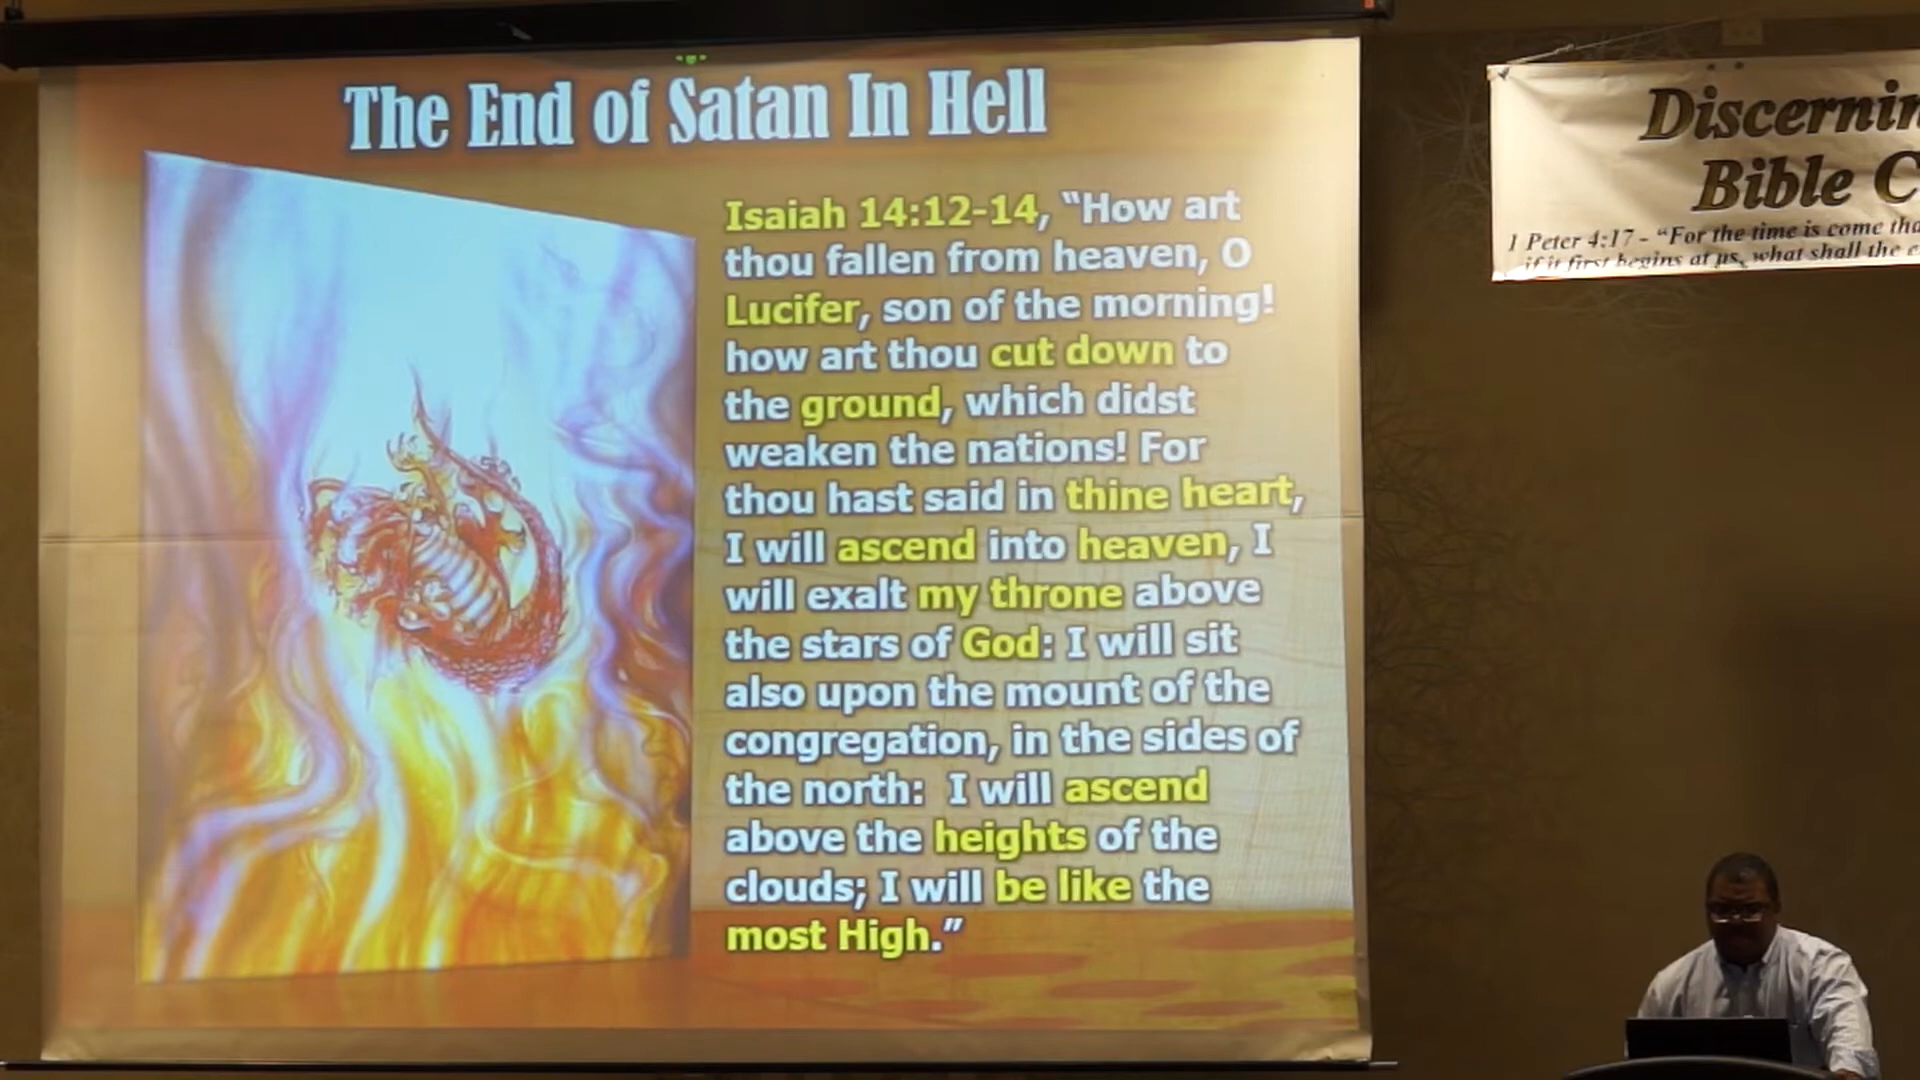 The End of Satan In Hell
Isaiah 14:12-14, “How art
thou fallen from heaven, O
Lucifer, son of the morning!
how art thou cut down to
the ground, which didst
weaken the nations! For
thou hast said in thine heart,
I will ascend into heaven, I
will exalt my throne above
the stars of God: I will sit
also upon the mount of the
congregation, in the sides of
the north: I will ascend
above the heights of the
clouds; I will be like the
most High.”
Discernin
Bible C
1 Peter 4:17 - “For the time is come tha
if it first begins at us, what shall the e